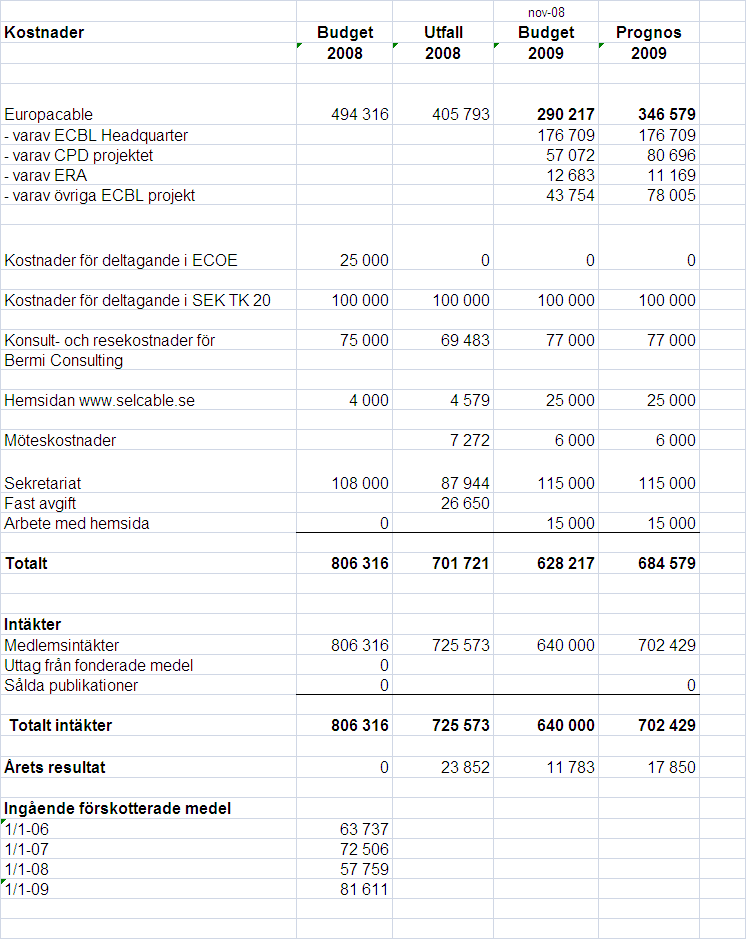 nov-08
Kostnader Budget Utfall Budget Prognos
2008 2008 2009 2009
Europacable 494 316 405 793 290 217 346 579
- varav ECBL Headquarter 176 709 176 709
- varav CPD projektet 57 072 80 696
- varav ERA 12 683 11 169
- varav övriga ECBL projekt 43 754 78 005
Kostnader för deltagande i ECOE 25 000 0 0 0
Kostnader för deltagande i SEK TK 20 100 000 100 000 100 000 100 000
Konsult- och resekostnader för 75 000 69 483 77 000 77 000
Bermi Consulting
Hemsidan www.selcable.se 4 000 4 579 25 000 25 000
Möteskostnader 7 272 6 000 6 000
Sekretariat 108 000 87 944 115 000 115 000
Fast avgift 26 650
Arbete med hemsida 0 15 000 15 000
Totalt 806 316 701 721 628 217 684 579
Intäkter
Medlemsintäkter 806 316 725 573 640 000 702 429
Uttag från fonderade medel 0
Sålda publikationer 0 0
Totalt intäkter 806 316 725 573 640 000 702 429
Årets resultat 0 23 852 11 783 17 850
Ingående förskotterade medel
1/1-06 63 737
1/1-07 72 506
1/1-08 57 759
1/1-09 81 611